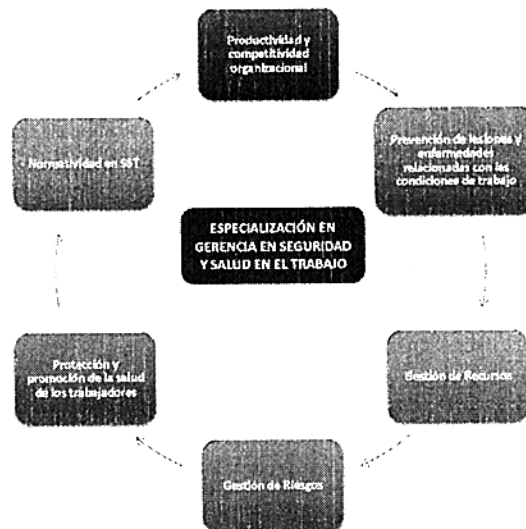 Productividad y
competitividad
organizacional
Prevención de lesiones y
enfermedades
relacionadas con las
condiciones de trabajo
Gestión de Recursos
Gestión de Riesgos
Protección y
promoción de la salud
de los trabajadores
Normatividad en SST
ESPECIALIZACIÓN EN
GERENCIA EN SEGURIDAD
Y SALUD EN EL TRABAJO